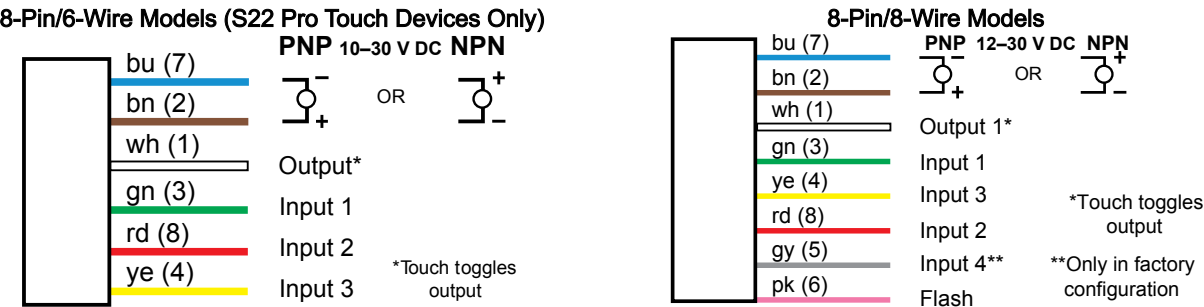 8-Pin/6-Wire Models (S22 Pro Touch Devices Only)
PNP 10–30 V DC NPN
bu (7)
– +
bn (2)
OR
+ –
wh (1)
Output*
gn (3)
Input 1
rd (8)
Input 2
ye (4)
Input 3
*Touch toggles
output
8-Pin/8-Wire Models
bu (7)
PNP 12–30 V DC NPN
– +
bn (2)
OR
+ –
wh (1)
Output 1*
gn (3)
Input 1
ye (4)
Input 3
rd (8)
Input 2
gy (5)
Input 4**
pk (6)
Flash
*Touch toggles
output
**Only in factory
configuration